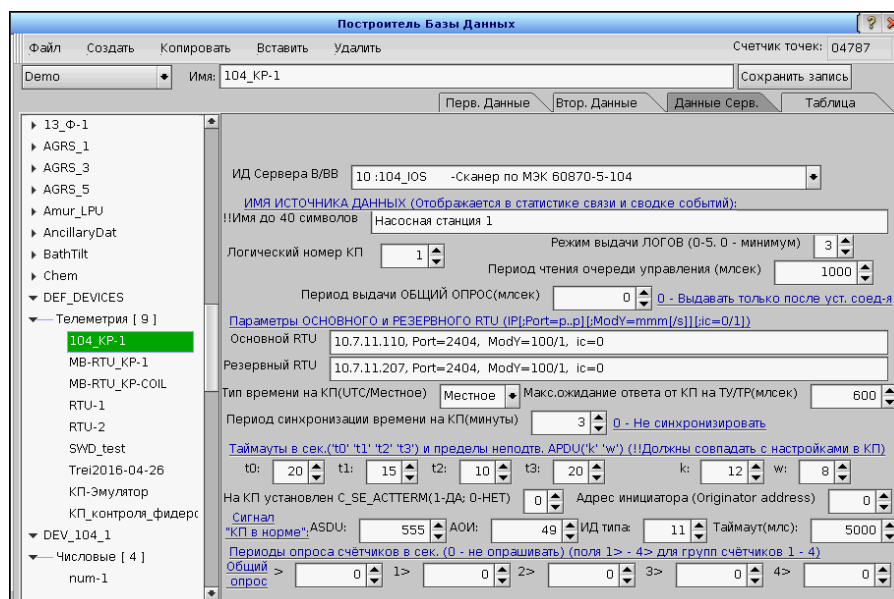 Построитель Базы Данных
Файл Создать Копировать Вставить Удалить Счетчик точек: 04787
Demo Имя: 104_KP-1 Сохранить запись
Перв. Данные Втор. Данные Данные Серв. Таблица
13_Ф-1
AGRS_1
AGRS_3
AGRS_5
Amur_LPU
AncillaryDat
BathTilt
Chem
DEF_DEVICES
Телеметрия [ 9 ]
104_KP-1
MB-RTU_KP-1
MB-RTU_KP-COIL
RTU-1
RTU-2
SWD_test
Trei2016-04-26
КП-Эмулятор
КП_контроля_фидерс
DEV_104_1
Числовые [ 4 ]
num-1
ИД Сервера В/ВВ 10 :104_IOS -Сканер по МЭК 60870-5-104
ИМЯ ИСТОЧНИКА ДАННЫХ (Отображается в статистике связи и сводке событий):
!!Имя до 40 символов Насосная станция 1
Режим выдачи ЛОГОВ (0-5. 0 - минимум) 3
Логический номер КП 1
Период чтения очереди управления (млсек) 1000
Период выдачи ОБЩИЙ ОПРОС(млсек) 0 0 - Выдавать только после уст. соед-я
Параметры ОСНОВНОГО и РЕЗЕРВНОГО RTU (IP[;Port=p..p][;ModY=mmm[/s]][;ic=0/1])
Основной RTU 10.7.11.110, Port=2404, ModY=100/1, ic=0
Резервный RTU 10.7.11.207, Port=2404, ModY=100/1, ic=0
Тип времени на КП(UTC/Местное) Местное Макс.ожидание ответа от КП на ТУ/ТР(млсек) 600
Период синхронизации времени на КП(минуты) 3 0 - Не синхронизировать
Таймауты в сек.('t0' 't1' 't2' 't3') и пределы неподтв. APDU('k' 'w') (!!Должны совпадать с настройками в КП)
t0: 20 t1: 15 t2: 10 t3: 20 k: 12 w: 8
На КП установлен C_SE_ACTTERM(1-ДА; 0-НЕТ) 0 Адрес инициатора (Originator address) 0
Сигнал
"КП в норме": ASDU: 555 АОИ: 49 ИД типа: 11 Таймаут(млс): 5000
Периоды опроса счётчиков в сек. (0 - не опрашивать) (поля 1> - 4> для групп счётчиков 1 - 4)
Общий
опрос > 0 1> 0 2> 0 3> 0 4> 0